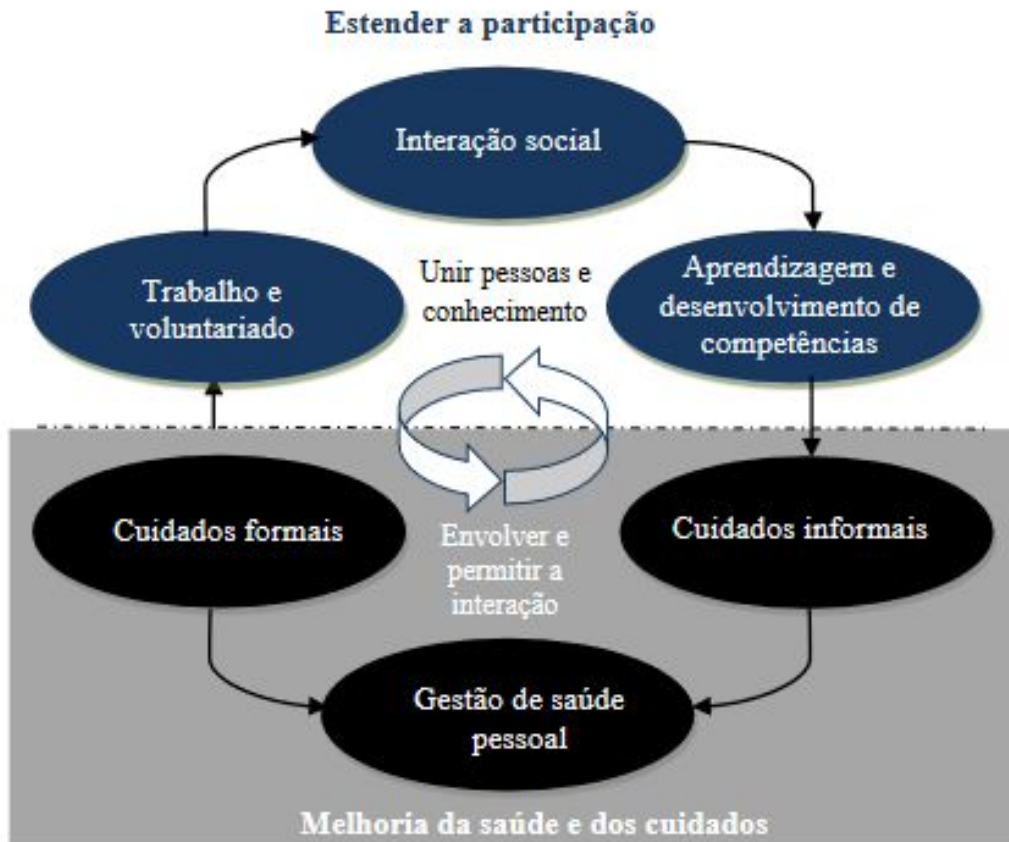 Estender a participação
Interação social
Trabalho e
voluntariado
Unir pessoas e
conhecimento
Aprendizagem e
desenvolvimento de
competências
Cuidados formais
Envolver e
permitir a
interação
Cuidados informais
Gestão de saúde
pessoal
Melhoria da saúde e dos cuidados